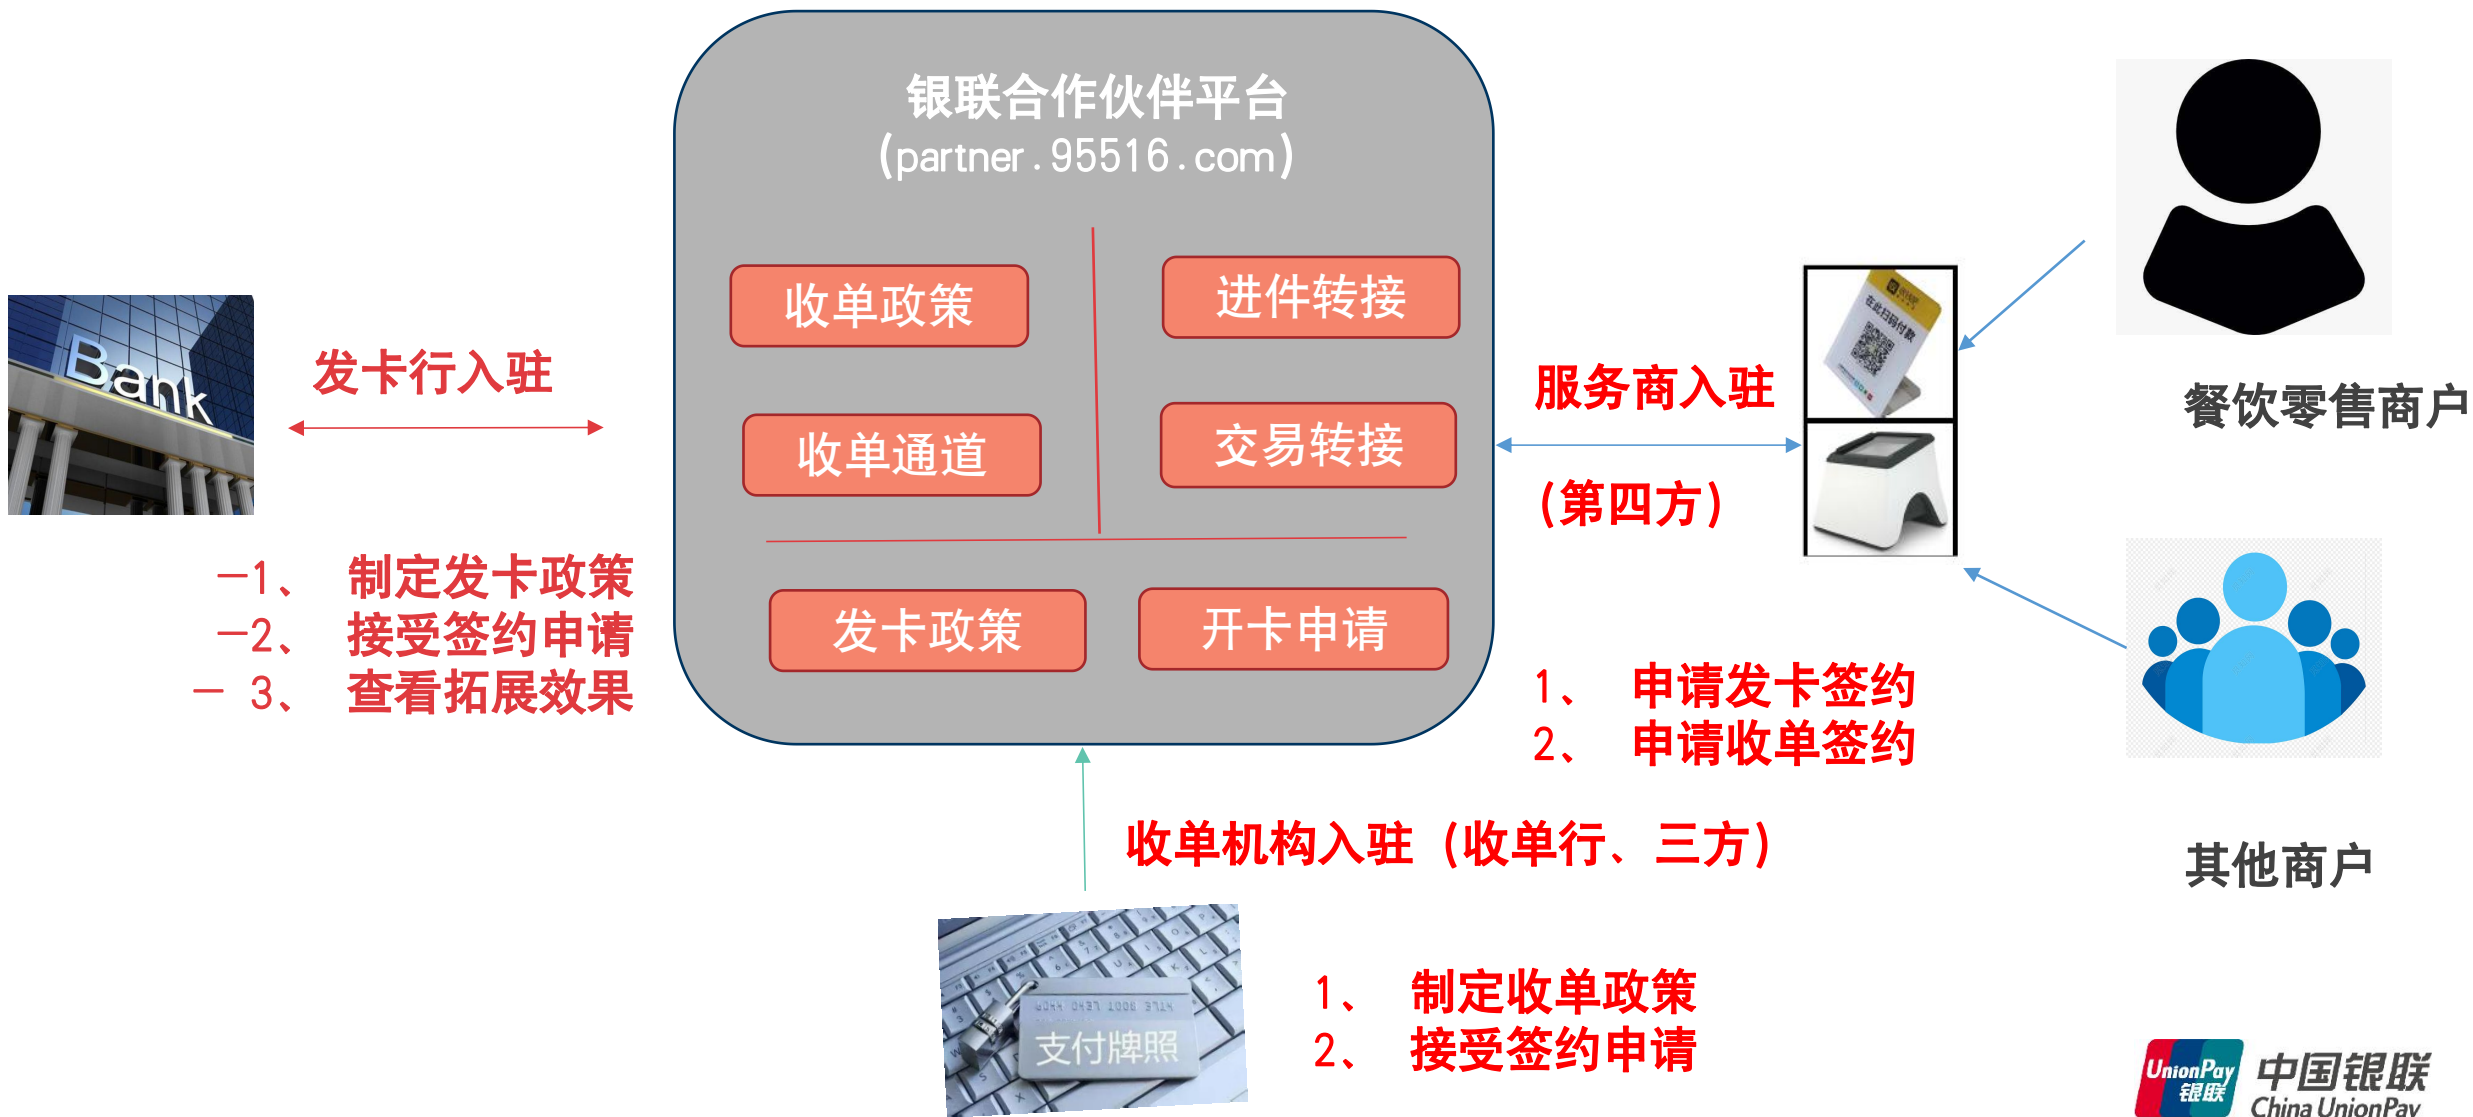 银联合作伙伴平台
(partner.95516.com)
收单政策
进件转接
收单通道
交易转接
发卡政策
开卡申请
Bank
发卡行入驻
—1、 制定发卡政策
—2、 接受签约申请
— 3、 查看拓展效果
服务商入驻
(第四方)
在此扫码付款
餐饮零售商户
1、 申请发卡签约
2、 申请收单签约
其他商户
收单机构入驻 (收单行、三方)
支付牌照
1、 制定收单政策
2、 接受签约申请
UnionPay
银联
中国银联
China UnionPay